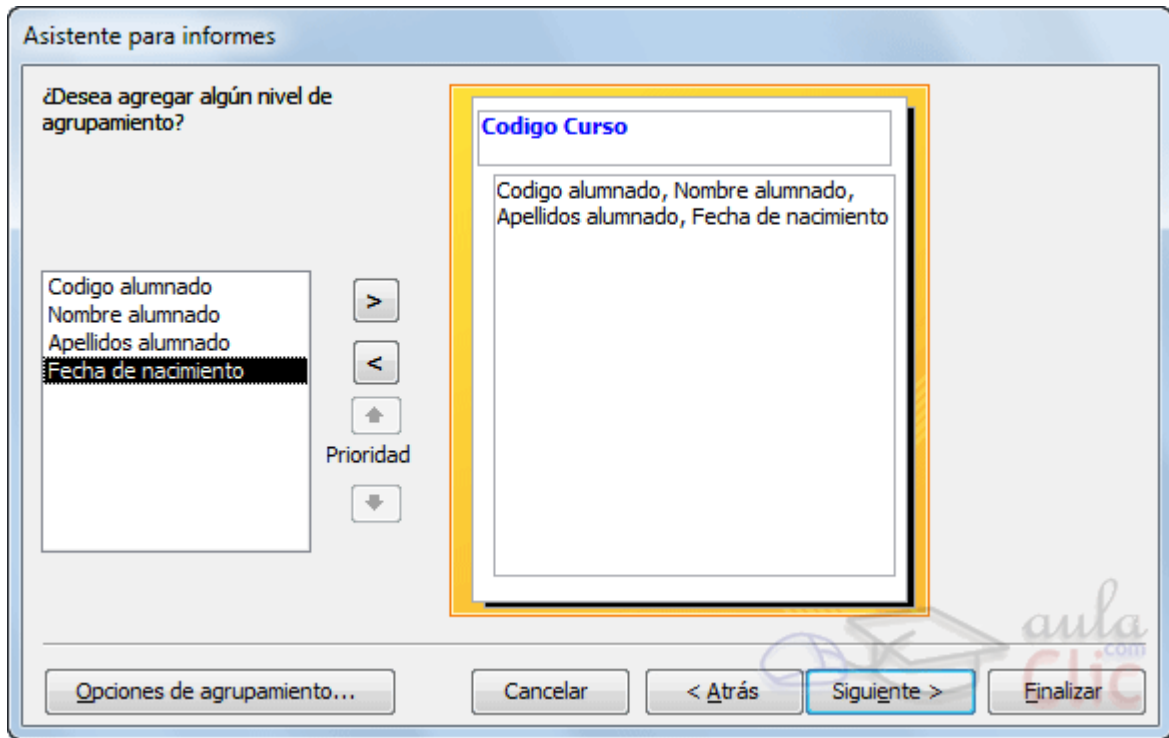 Asistente para informes
¿Desea agregar algún nivel de
agrupamiento?
Codigo Curso
Codigo alumnado, Nombre alumnado,
Apellidos alumnado, Fecha de nacimiento
Codigo alumnado
Nombre alumnado
Apellidos alumnado
Fecha de nacimiento
>
<
Prioridad
Opciones de agrupamiento...
Cancelar
< Atrás
Siguiente >
Finalizar
aula
.com
Clic